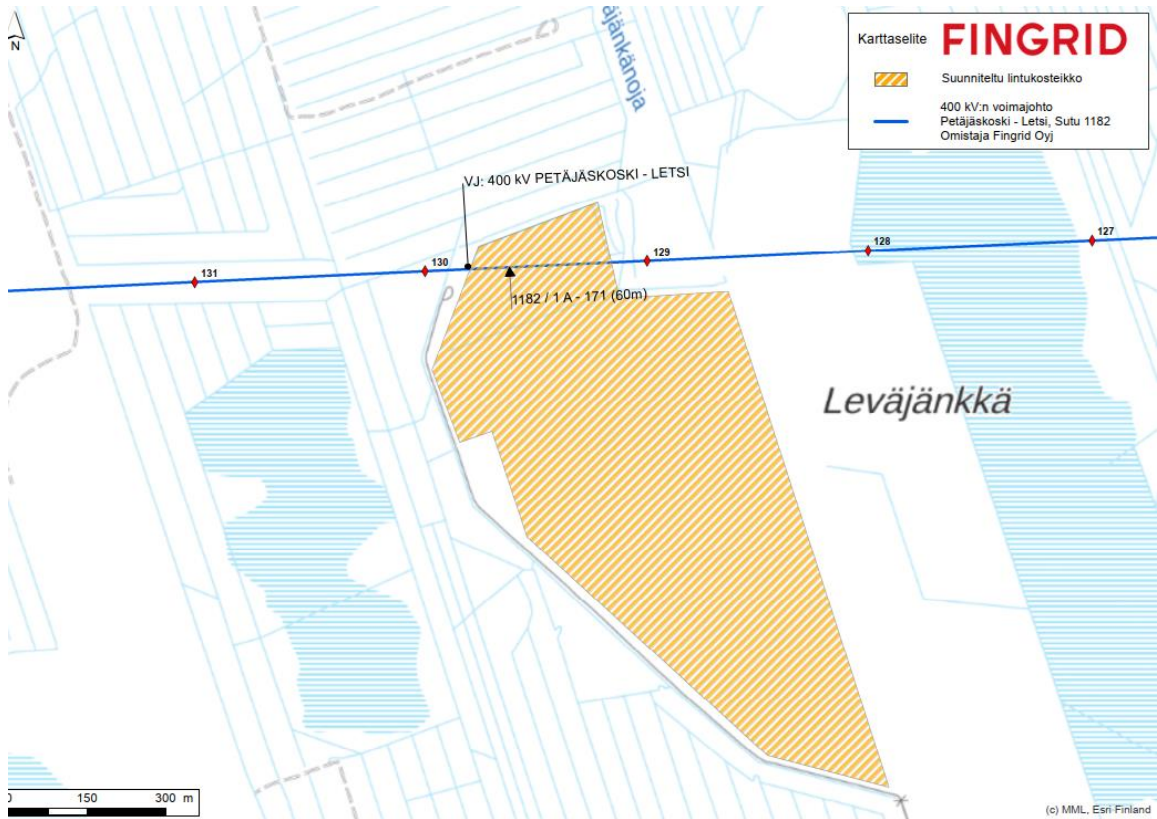 N
Karttaselite
FINGRID
Suunniteltu lintukosteikko
400 kV:n voimajohto
Petäjäskoski - Letsi, Sutu 1182
Omistaja Fingrid Oyj
äjänkänoja
VJ: 400 kV PETÄJÄSKOSKI - LETSI
127
128
129
130
131
1182 / 1 A - 171 (60m)
Leväjänkkä
0 150 300 m
(c) MML, Esri Finland